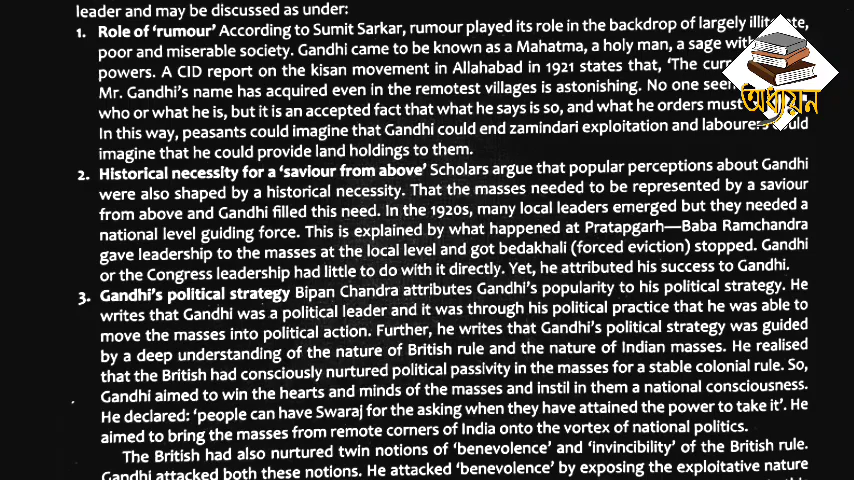 leader and may be discussed as under:
1. Role of 'rumour' According to Sumit Sarkar, rumour played its role in the backdrop of largely
poor and miserable society. Gandhi came to be known as a Mahatma, a holy man, a sage
powers. A CID report on the kisan movement in Allahabad in 1921 states that, 'The
Mr. Gandhi's name has acquired even in the remotest villages is astonishing. No one
who or what he is, but it is an accepted fact that what he says is so, and what he orders must
অধ্যয়ন
In this way, peasants could imagine that Gandhi could end zamindari exploitation and
imagine that he could provide land holdings to them.
2. Historical necessity for a 'saviour from above' Scholars argue that popular perceptions about Gandhi
were also shaped by a historical necessity. That the masses needed to be represented by a saviour
from above and Gandhi filled this need. In the 1920s, many local leaders emerged but they needed a
national level guiding force. This is explained by what happened at Pratapgarh—Baba Ramchandra
gave leadership to the masses at the local level and got bedakhali (forced eviction) stopped. Gandhi
or the Congress leadership had little to do with it directly. Yet, he attributed his success to Gandhi.
3. Gandhi's political strategy Bipan Chandra attributes Gandhi's popularity to his political strategy. He
writes that Gandhi was a political leader and it was through his political practice that he was able to
move the masses into political action. Further, he writes that Gandhi's political strategy was guided
by a deep understanding of the nature of British rule and the nature of Indian masses. He realised
that the British had consciously nurtured political passivity in the masses for a stable colonial rule. So,
Gandhi aimed to win the hearts and minds of the masses and instil in them a national consciousness.
He declared: 'people can have Swaraj for the asking when they have attained the power to take it'. He
aimed to bring the masses from remote corners of India onto the vortex of national politics.
The British had also nurtured twin notions of 'benevolence' and 'invincibility' of the British rule.
Gandhi attacked both these notions. He attacked 'benevolence' by exposing the exploitative nature